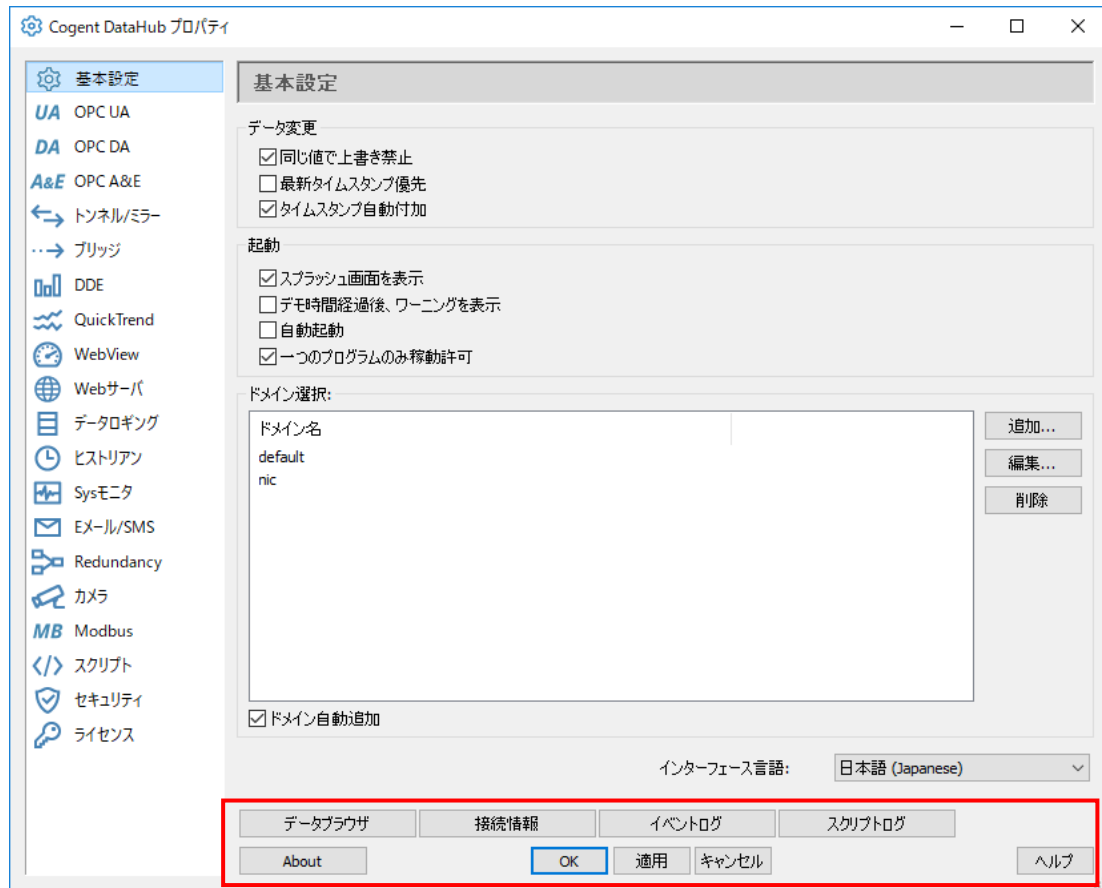 Cogent DataHub プロパティ
基本設定
UA OPC UA
DA OPC DA
A&E OPC A&E
トンネル/ミラー
ブリッジ
DDE
QuickTrend
WebView
Webサーバ
データロギング
ヒストリアン
Sysモニタ
Eメール/SMS
Redundancy
カメラ
MB Modbus
スクリプト
セキュリティ
ライセンス
基本設定
データ変更
同じ値で上書き禁止
最新タイムスタンプ優先
タイムスタンプ自動付加
起動
スプラッシュ画面を表示
デモ時間経過後、ワーニングを表示
自動起動
一つのプログラムのみ稼動許可
ドメイン選択:
ドメイン名
default
nic
追加...
編集...
削除
ドメイン自動追加
インターフェース言語: 日本語 (Japanese)
データブラウザ 接続情報 イベントログ スクリプトログ
About OK 適用 キャンセル ヘルプ